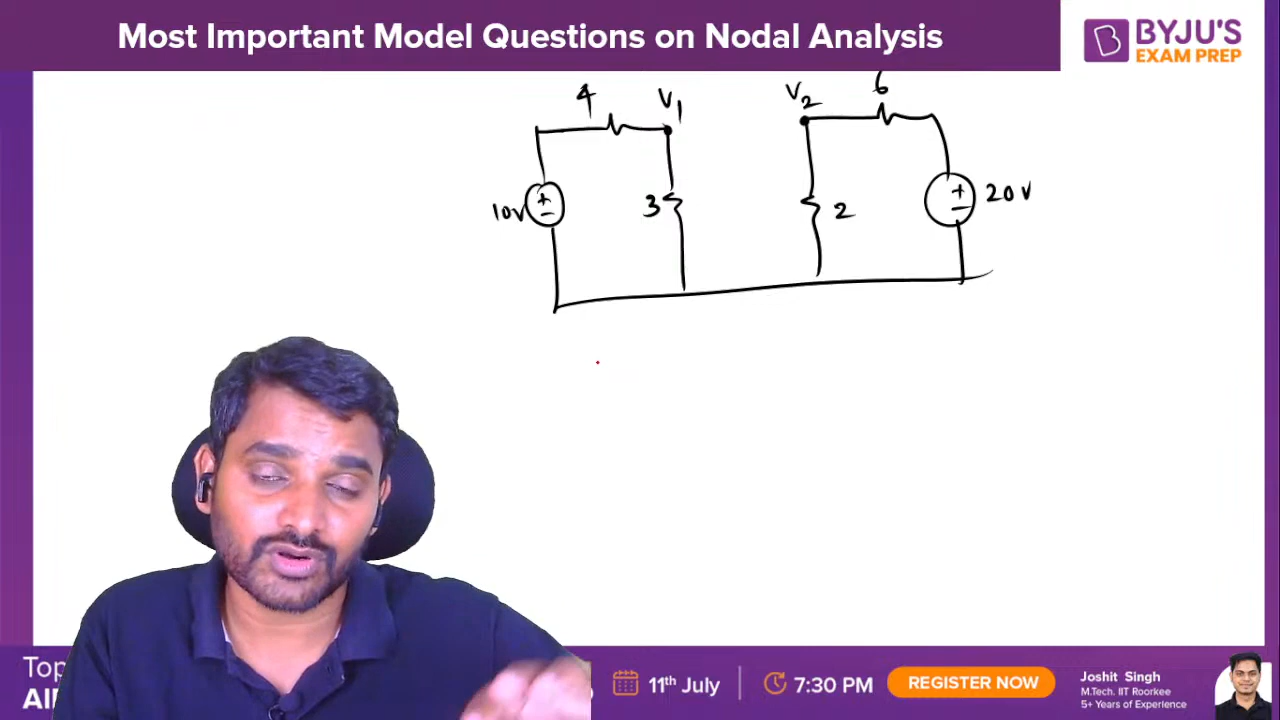 Most Important Model Questions on Nodal Analysis
BYJU'S
EXAM PREP
4
V1
V2
6
10V
+
−
3
2
+
−
20V
Top
11th July
7:30 PM
REGISTER NOW
Joshit Singh
M.Tech. IIT Roorkee
5+ Years of Experience